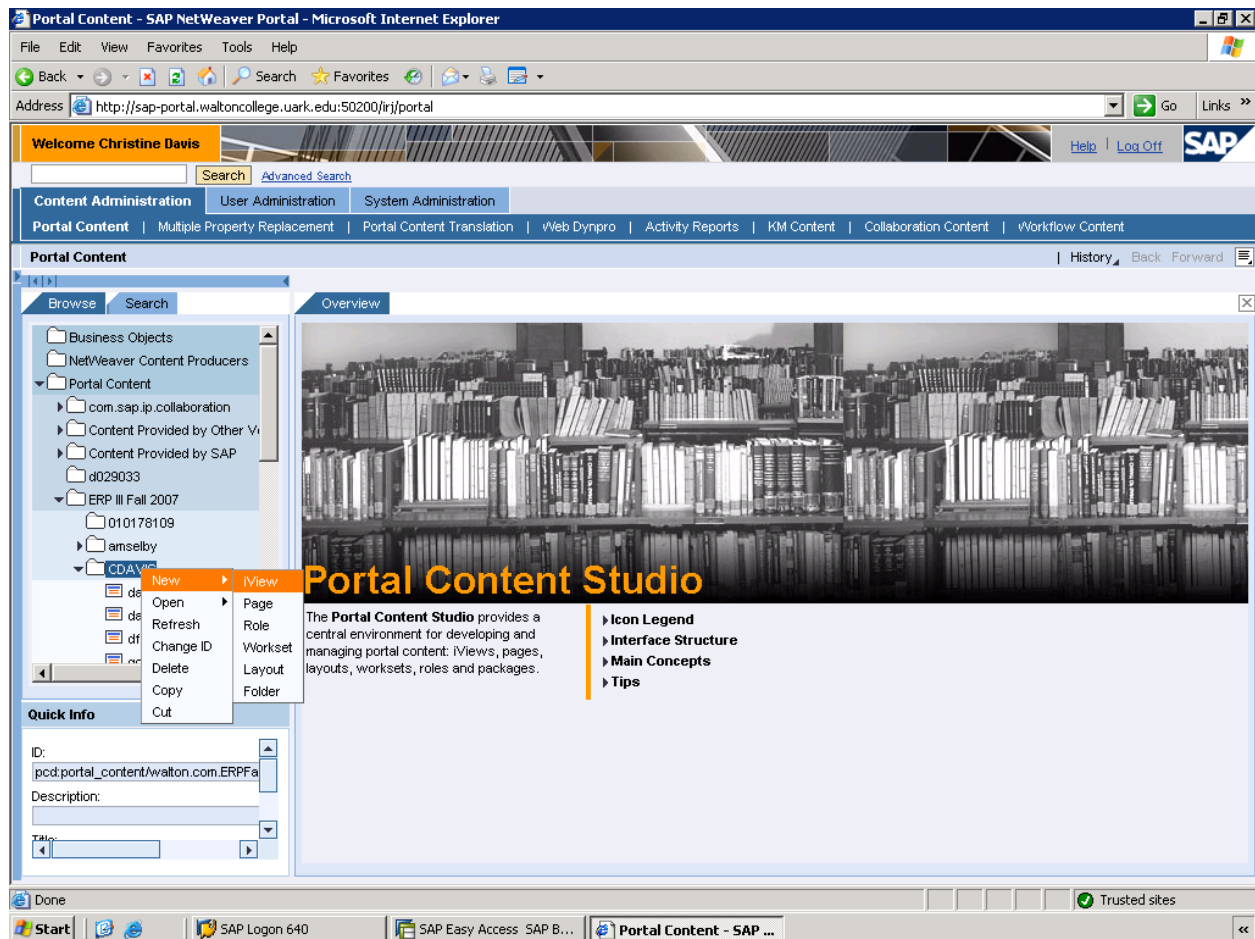 Portal Content - SAP NetWeaver Portal - Microsoft Internet Explorer
File Edit View Favorites Tools Help
Back Search Favorites
Address http://sap-portal.waltoncollege.uark.edu:50200/irj/portal Go Links »
Welcome Christine Davis Help | Log Off SAP
Search Advanced Search
Content Administration User Administration System Administration
Portal Content | Multiple Property Replacement | Portal Content Translation | Web Dynpro | Activity Reports | KM Content | Collaboration Content | Workflow Content
Portal Content | History Back Forward
Browse Search Overview
Business Objects
NetWeaver Content Producers
Portal Content
com.sap.ip.collaboration
Content Provided by Other
Content Provided by SAP
d029033
ERP III Fall 2007
010178109
amselby
CDAVIS
New iView
Open Page
Refresh Role
Change ID Workset
Delete Layout
Copy Folder
Cut
Portal Content Studio
The Portal Content Studio provides a
central environment for developing and
managing portal content: iViews, pages,
layouts, worksets, roles and packages.
Icon Legend
Interface Structure
Main Concepts
Tips
Quick Info
ID:
pcd:portal_content/walton.com.ERPFa
Description:
Title:
Done Trusted sites
Start SAP Logon 640 SAP Easy Access SAP B... Portal Content - SAP ... «